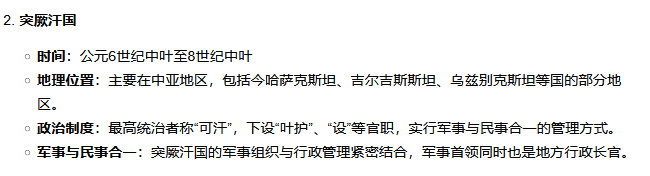 2. 突厥汗国
时间：公元6世纪中叶至8世纪中叶
地理位置：主要在中亚地区，包括今哈萨克斯坦、吉尔吉斯斯坦、乌兹别克斯坦等国的部分地
区。
政治制度：最高统治者称“可汗”，下设“叶护”、“设”等官职，实行军事与民事合一的管理方式。
军事与民事合一：突厥汗国的军事组织与行政管理紧密结合，军事首领同时也是地方行政长官。